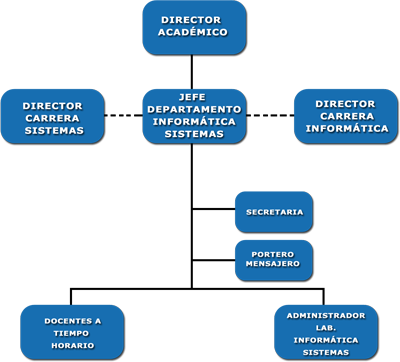 DIRECTOR
ACADÉMICO
DIRECTOR
CARRERA
SISTEMAS
JEFE
DEPARTAMENTO
INFORMÁTICA
SISTEMAS
DIRECTOR
CARRERA
INFORMÁTICA
SECRETARIA
PORTERO
MENSAJERO
DOCENTES A
TIEMPO
HORARIO
ADMINISTRADOR
LAB.
INFORMÁTICA
SISTEMAS